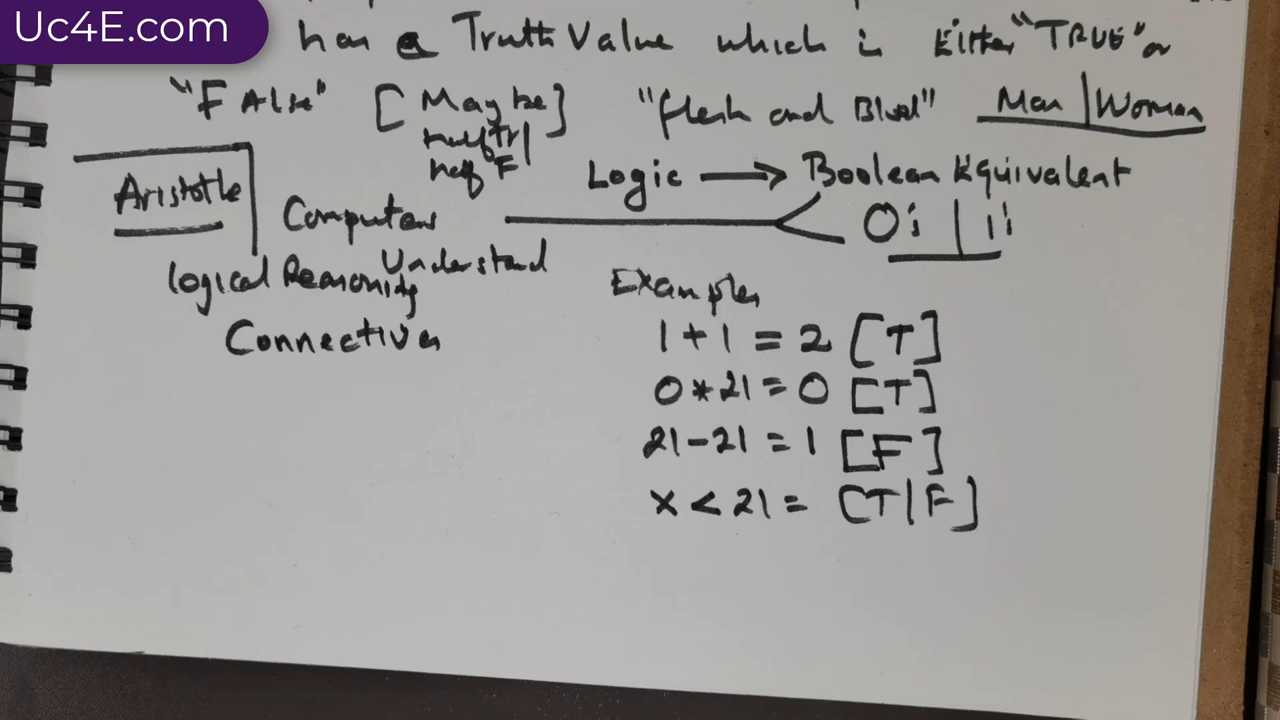 Uc4E.com
has a Truth Value which is Either "TRUE" or
"FAlse" [Maybe] "flesh and Blood" Man | Woman
half Tr|
half F
Logic → Boolean Equivalent
Aristotle
Computers
0; | 1;
Understand
logical Reasoning
Examples
Connectives
1 + 1 = 2 [T]
0 * 21 = 0 [T]
21 - 21 = 1 [F]
x < 21 = [T|F]